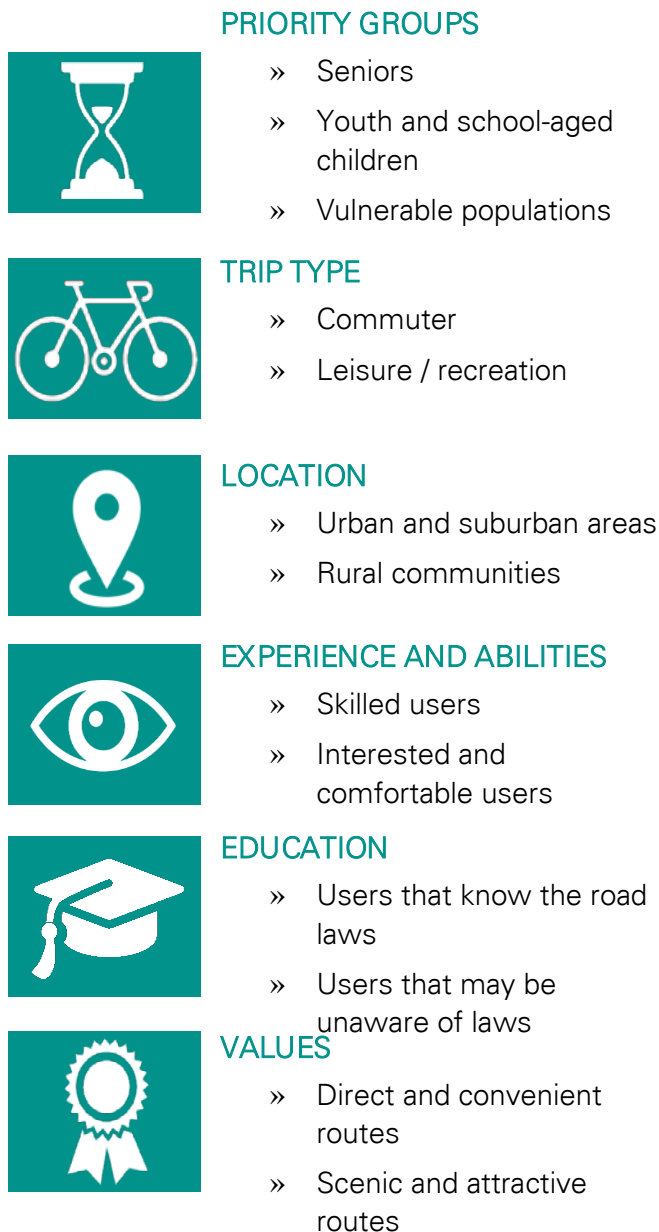 PRIORITY GROUPS
» Seniors
» Youth and school-aged
children
» Vulnerable populations
TRIP TYPE
» Commuter
» Leisure / recreation
LOCATION
» Urban and suburban areas
» Rural communities
EXPERIENCE AND ABILITIES
» Skilled users
» Interested and
comfortable users
EDUCATION
» Users that know the road
laws
» Users that may be
unaware of laws
VALUES
» Direct and convenient
routes
» Scenic and attractive
routes